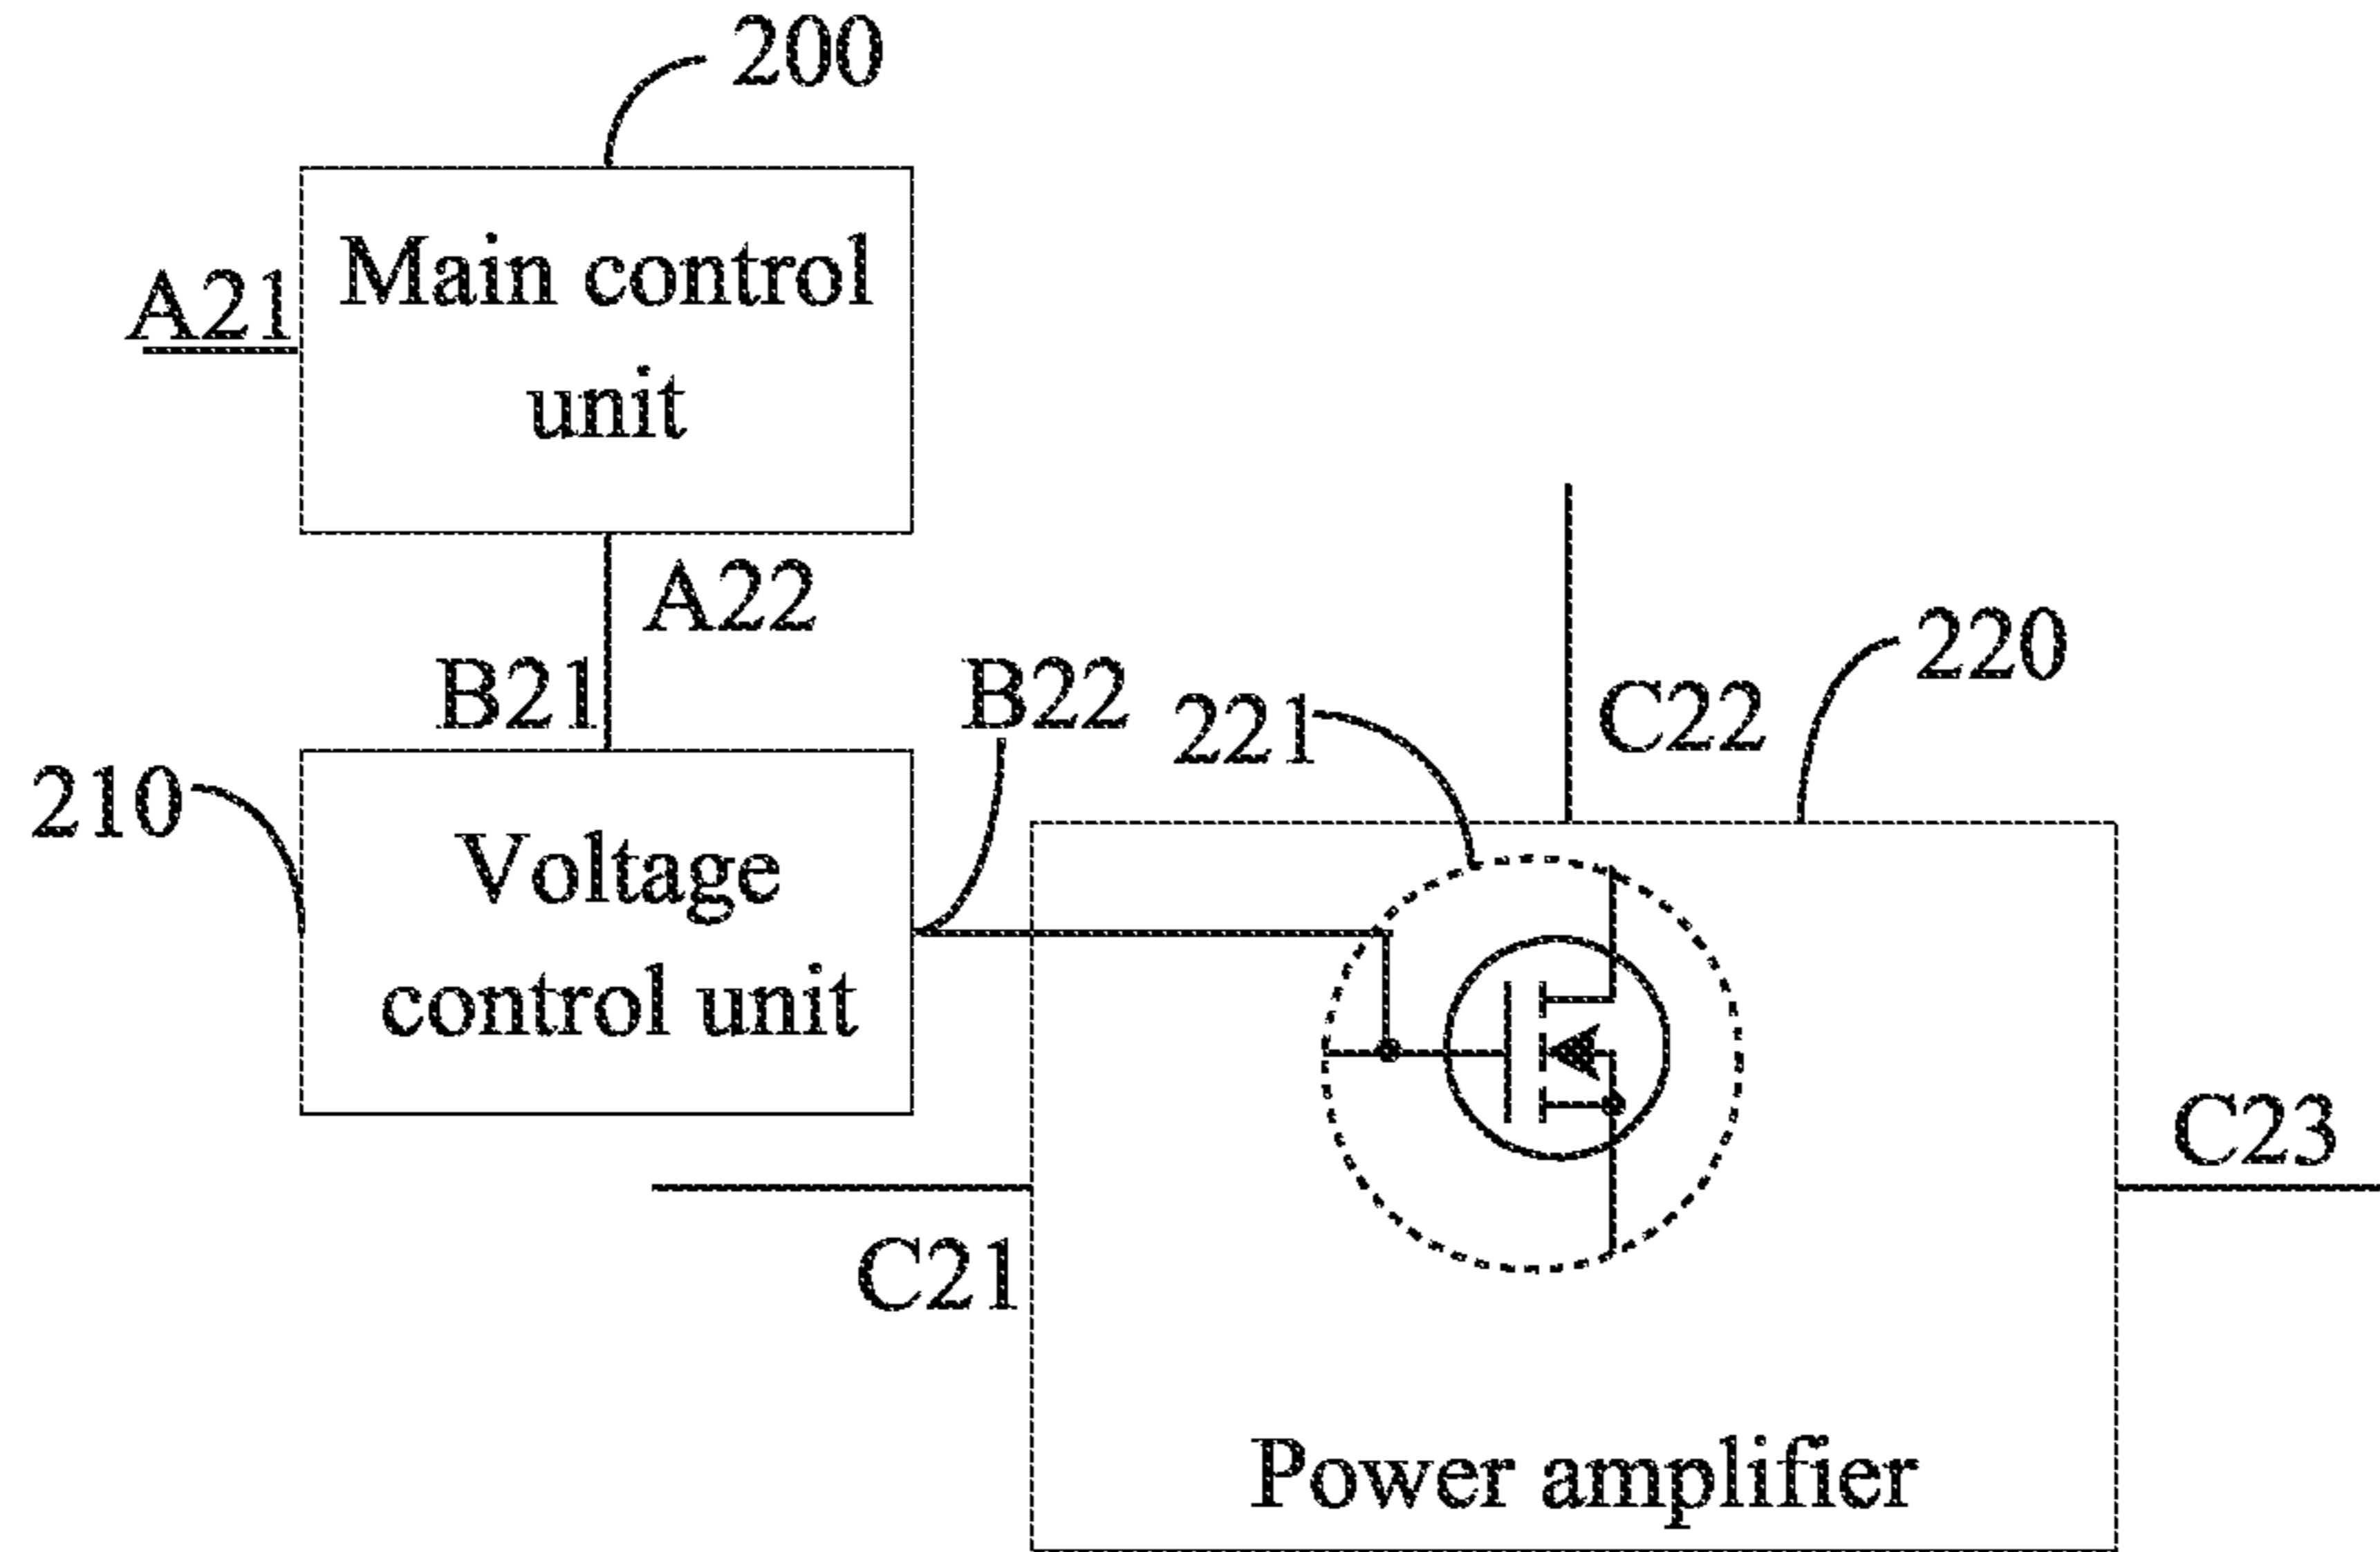 200
A21
Main control
unit
A22
B21
B22
221
C22
220
210
Voltage
control unit
C21
C23
Power amplifier